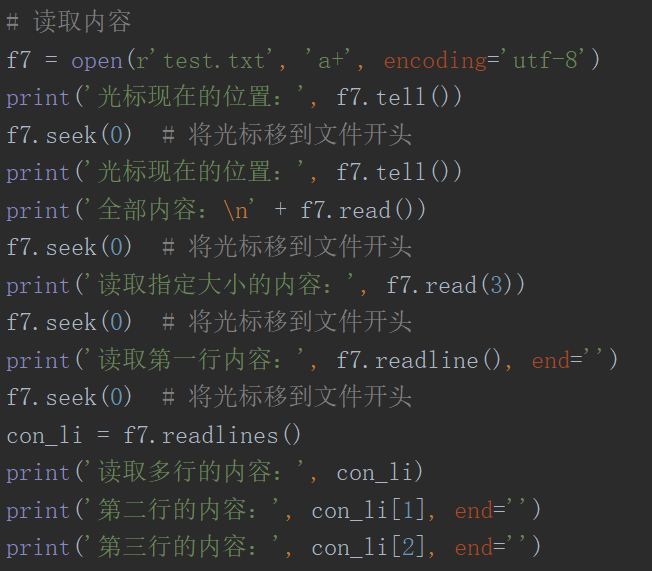 # 读取内容
f7 = open(r'test.txt', 'a+', encoding='utf-8')
print('光标现在的位置：', f7.tell())
f7.seek(0)  # 将光标移到文件开头
print('光标现在的位置：', f7.tell())
print('全部内容：\n' + f7.read())
f7.seek(0)  # 将光标移到文件开头
print('读取指定大小的内容：', f7.read(3))
f7.seek(0)  # 将光标移到文件开头
print('读取第一行内容：', f7.readline(), end='')
f7.seek(0)  # 将光标移到文件开头
con_li = f7.readlines()
print('读取多行的内容：', con_li)
print('第二行的内容：', con_li[1], end='')
print('第三行的内容：', con_li[2], end='')